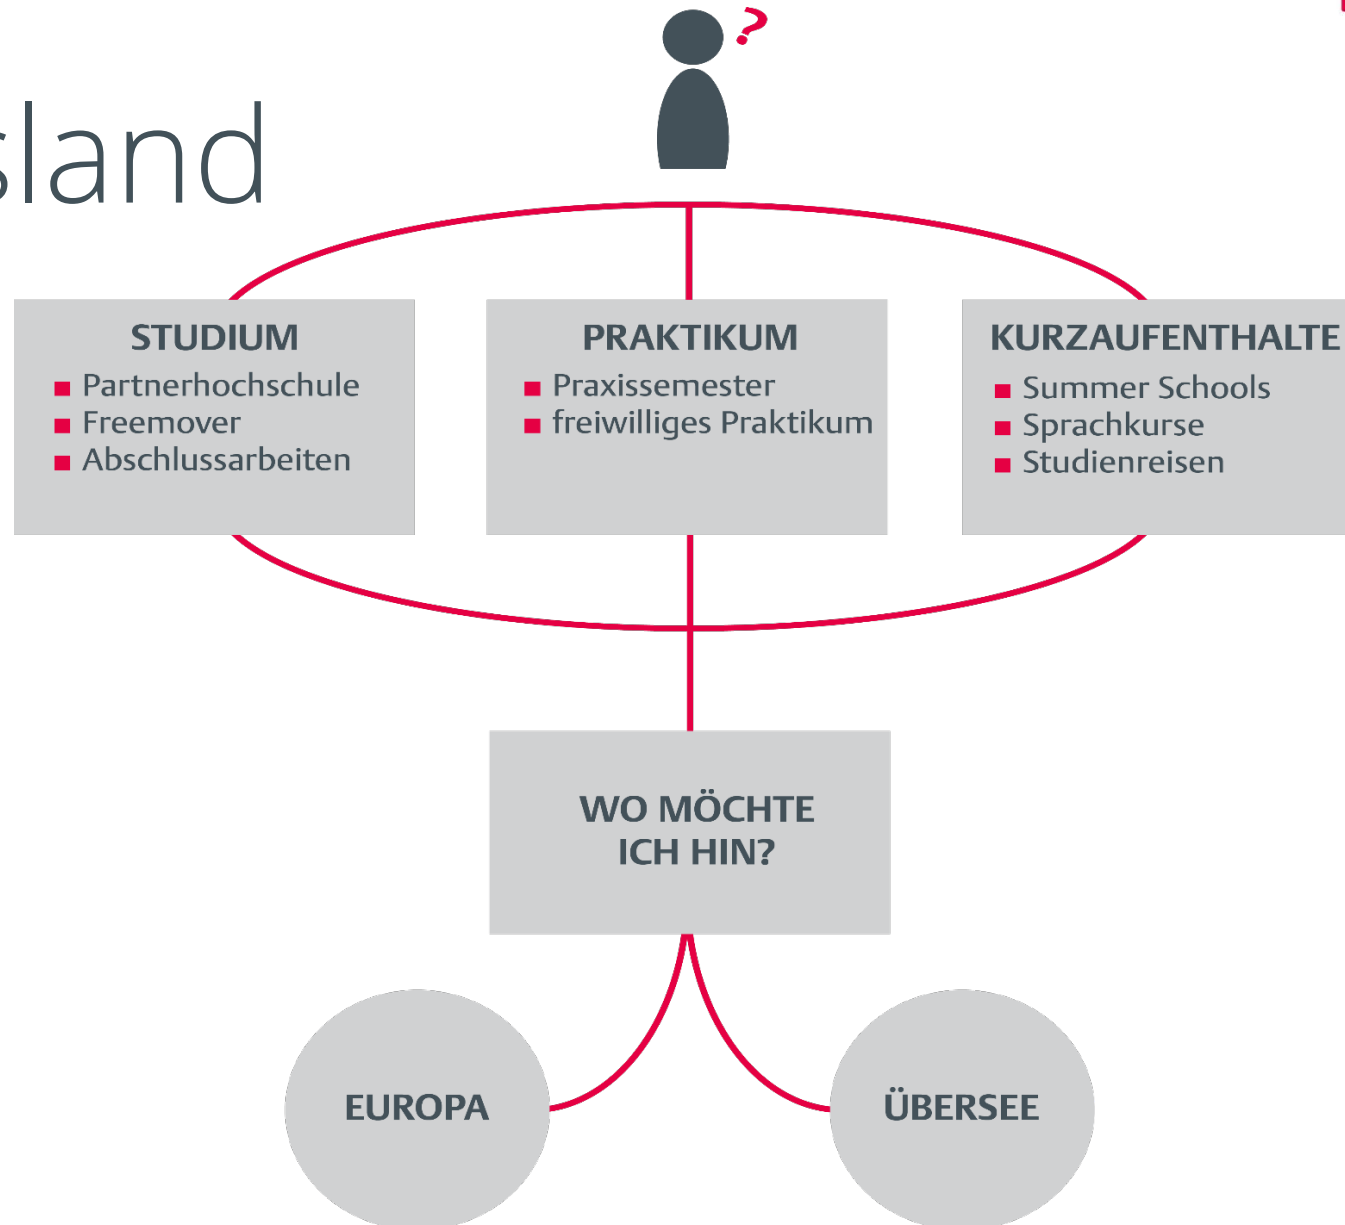 ?
sland
STUDIUM
Partnerhochschule
Freemover
Abschlussarbeiten
PRAKTIKUM
Praxissemester
freiwilliges Praktikum
KURZAUFENTHALTE
Summer Schools
Sprachkurse
Studienreisen
WO MÖCHTE
ICH HIN?
EUROPA
ÜBERSEE